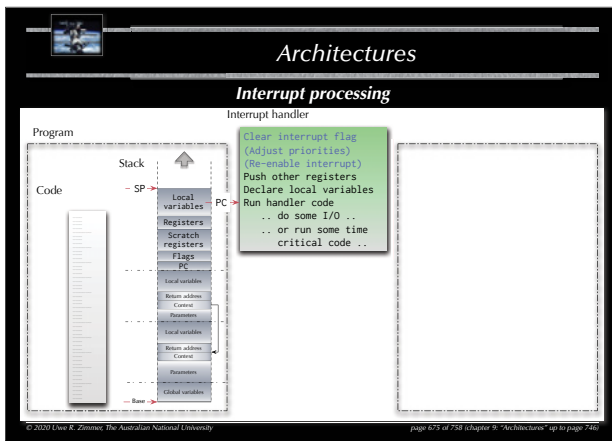 Architectures
Interrupt processing
Interrupt handler
Program
Clear interrupt flag
(Adjust priorities)
(Re-enable interrupt)
Push other registers
Declare local variables
Run handler code
.. do some I/O ..
.. or run some time
critical code ..
Stack
Code
SP
PC
Local
variables
Registers
Scratch
registers
Flags
PC
Local variables
Return address
Context
Parameters
Local variables
Return address
Context
Parameters
Global variables
Base
© 2020 Uwe R. Zimmer, The Australian National University
page 675 of 758 (chapter 9: "Architectures" up to page 746)